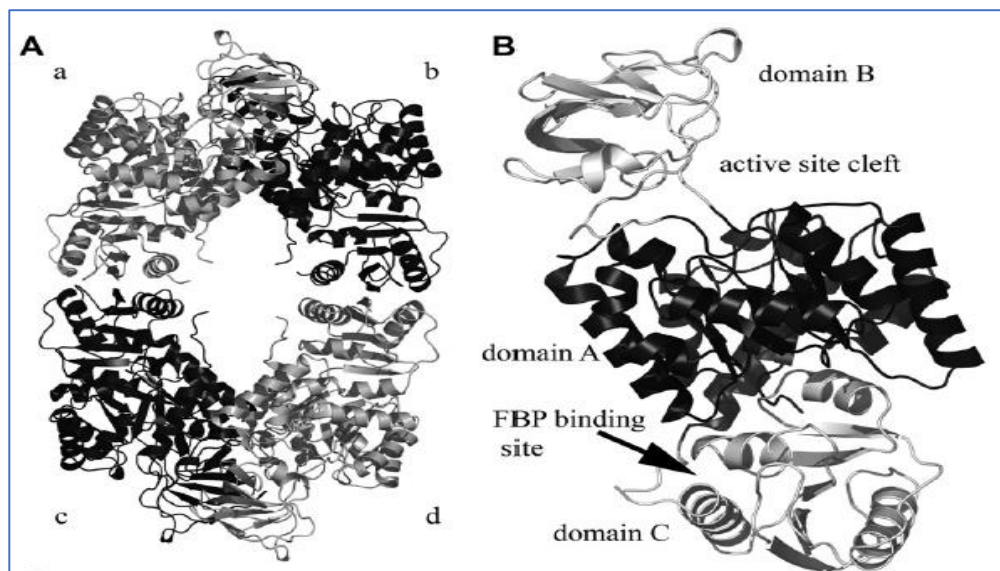 A
a
b
c
d
B
domain B
active site cleft
domain A
FBP binding
site
domain C